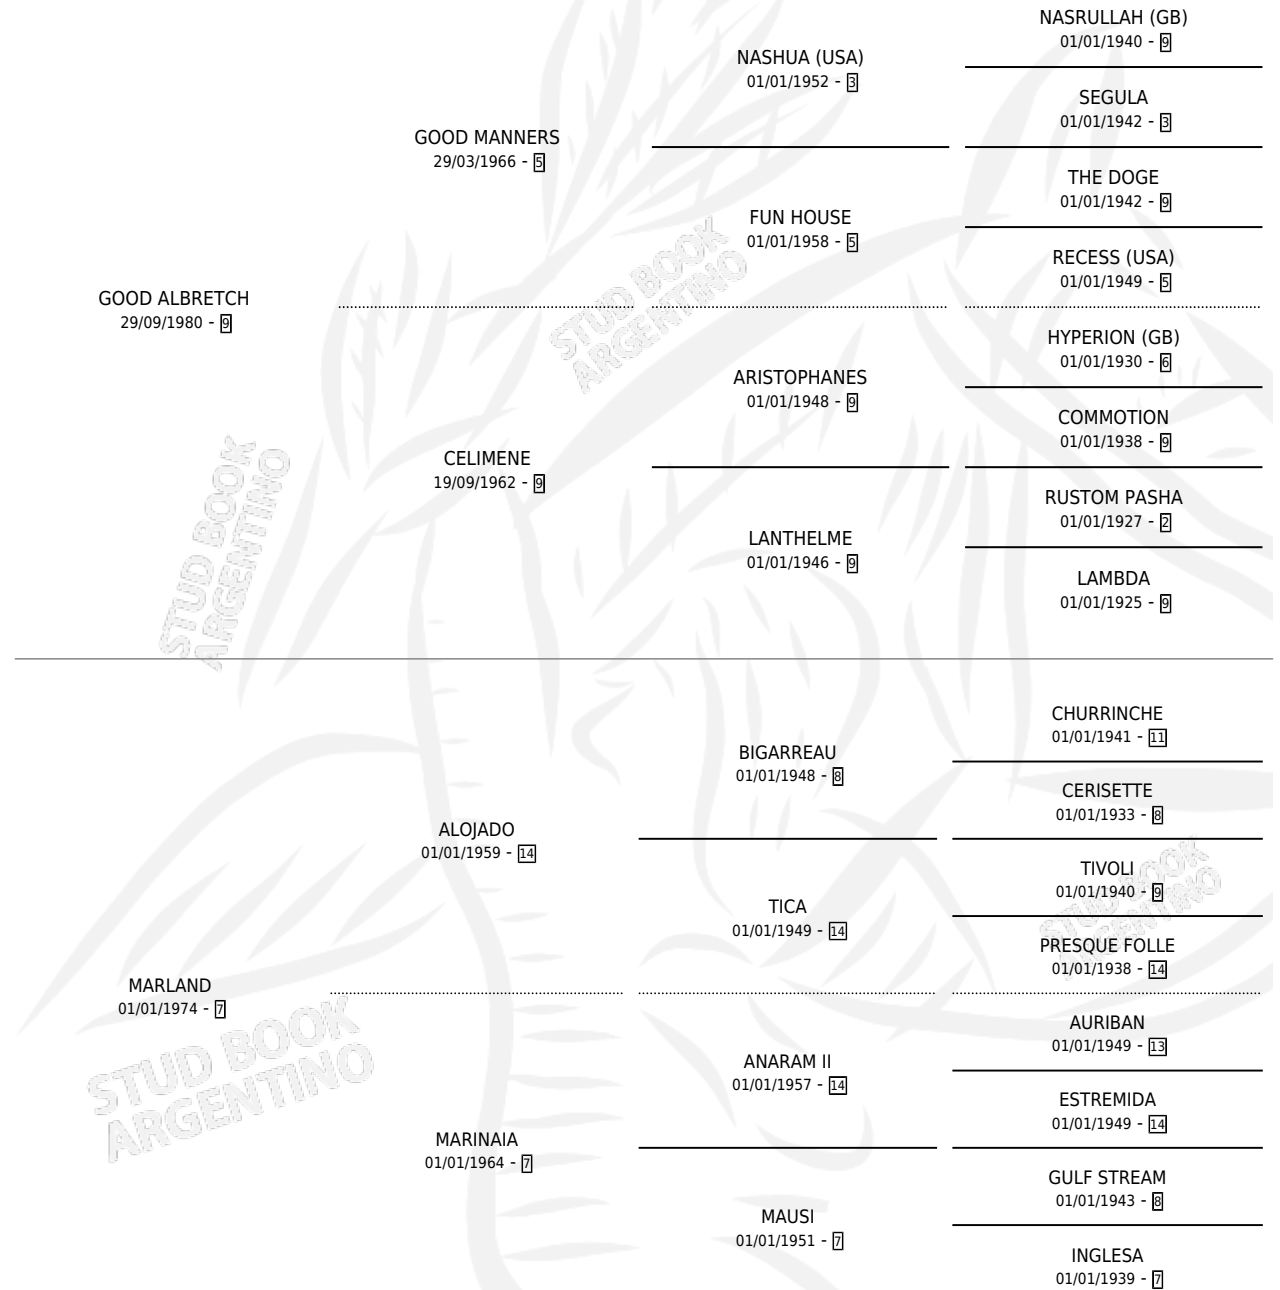 NASRULLAH (GB)
01/01/1940 - 9
NASHUA (USA)
01/01/1952 - 3
SEGULA
01/01/1942 - 3
GOOD MANNERS
29/03/1966 - 5
THE DOGE
01/01/1942 - 9
FUN HOUSE
01/01/1958 - 5
RECESS (USA)
01/01/1949 - 5
GOOD ALBRETCH
29/09/1980 - 9
HYPERION (GB)
01/01/1930 - 6
ARISTOPHANES
01/01/1948 - 9
COMMOTION
01/01/1938 - 9
CELIMENE
19/09/1962 - 9
RUSTOM PASHA
01/01/1927 - 2
LANTHELME
01/01/1946 - 9
LAMBDA
01/01/1925 - 9
CHURRINCHE
01/01/1941 - 11
BIGARREAU
01/01/1948 - 8
CERISETTE
01/01/1933 - 8
ALOJADO
01/01/1959 - 14
TIVOLI
01/01/1940 - 9
TICA
01/01/1949 - 14
PRESQUE FOLLE
01/01/1938 - 14
MARLAND
01/01/1974 - 7
AURIBAN
01/01/1949 - 13
ANARAM II
01/01/1957 - 14
ESTREMIDA
01/01/1949 - 14
MARINAIA
01/01/1964 - 7
GULF STREAM
01/01/1943 - 8
MAUSI
01/01/1951 - 7
INGLESA
01/01/1939 - 7
STUD BOOK
ARGENTINO
STUD BOOK
ARGENTINO
STUD BOOK
ARGENTINO
STUD BOOK
ARGENTINO